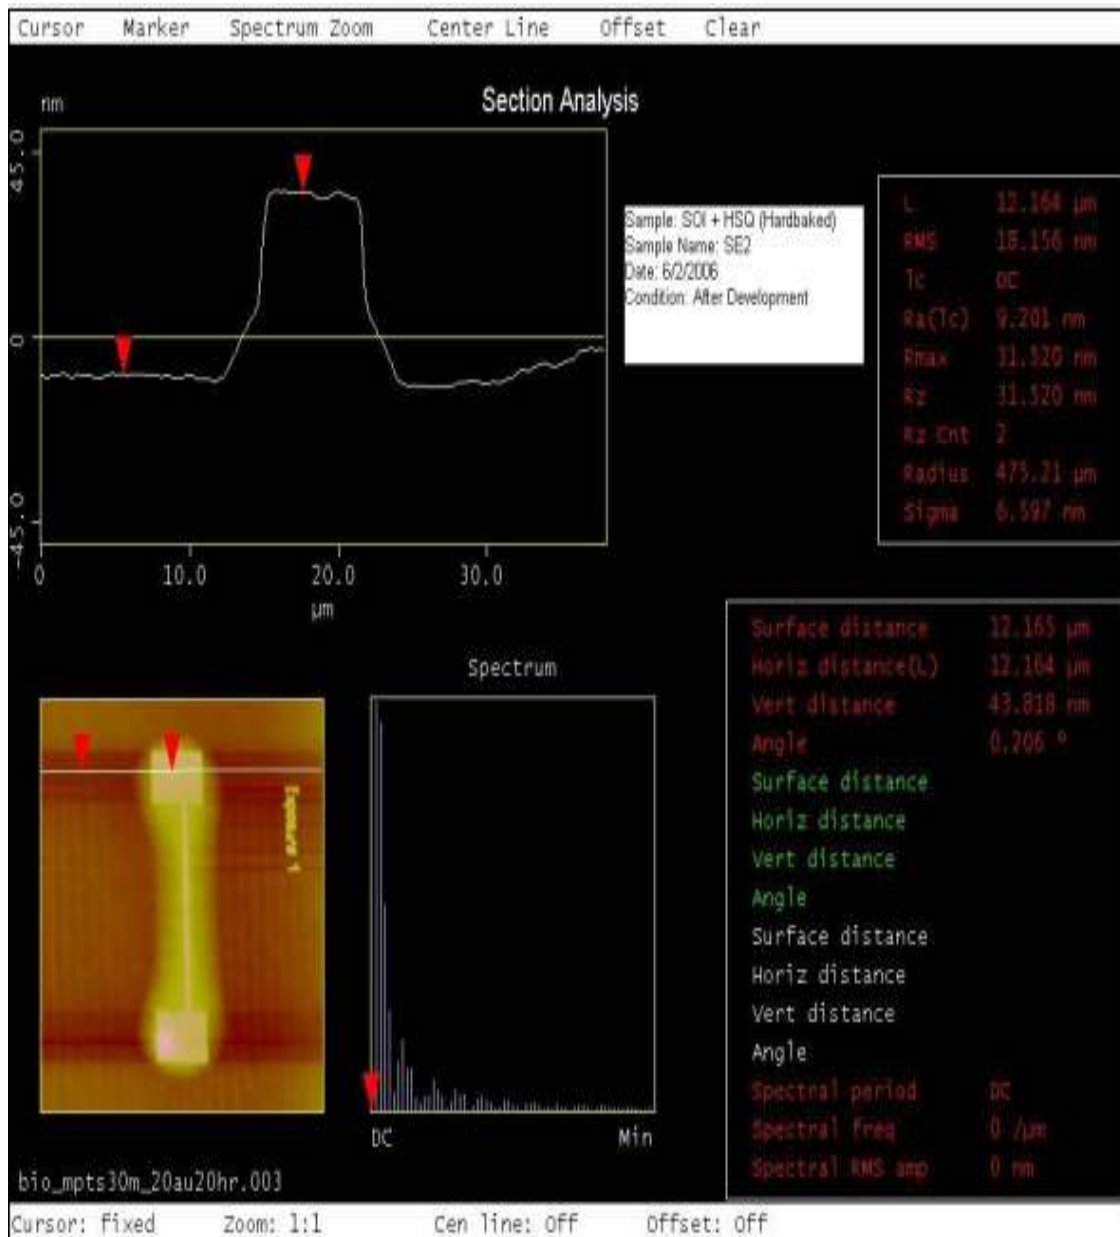 Cursor Marker Spectrum Zoom Center Line Offset Clear
nm
Section Analysis
45.0
0
-45.0
0 10.0 20.0 30.0
µm
Sample: SOI + HSQ (Hardbaked)
Sample Name: SE2
Date: 6/2/2006
Condition: After Development
L 12.164 µm
RMS 18.156 nm
lc DC
Ra(lc) 9.201 nm
Rmax 31.520 nm
Rz 31.520 nm
Rz Cnt 2
Radius 475.21 µm
Sigma 6.597 nm
Surface distance 12.165 µm
Horiz distance(L) 12.164 µm
Vert distance 43.818 nm
Angle 0.206 °
Surface distance
Horiz distance
Vert distance
Angle
Surface distance
Horiz distance
Vert distance
Angle
Spectral period DC
Spectral freq 0 /µm
Spectral RMS amp 0 nm
Exposure 1
Spectrum
DC Min
bio_mpts30m_20au20hr.003
Cursor: fixed Zoom: 1:1 Cen line: Off Offset: Off